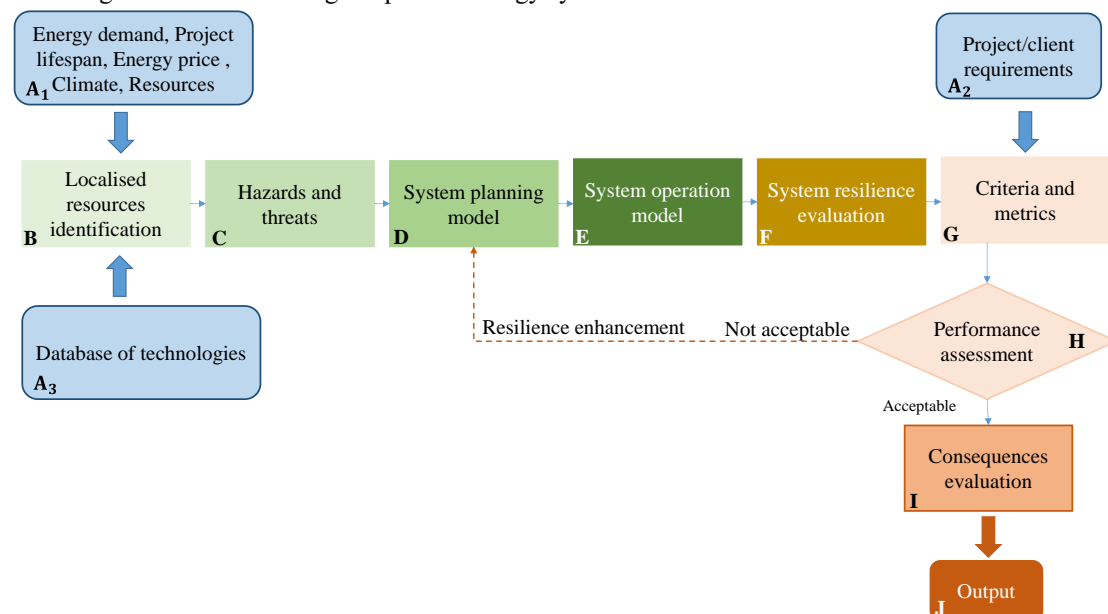 Energy demand, Project
lifespan, Energy price ,
A₁ Climate, Resources
Project/client
requirements
A₂
Localised
resources
identification
B
Hazards and
threats
C
System planning
model
D
System operation
model
E
System resilience
evaluation
F
Criteria and
metrics
G
Resilience enhancement
Not acceptable
Performance
assessment
H
Database of technologies
A₃
Acceptable
Consequences
evaluation
I
Output
J